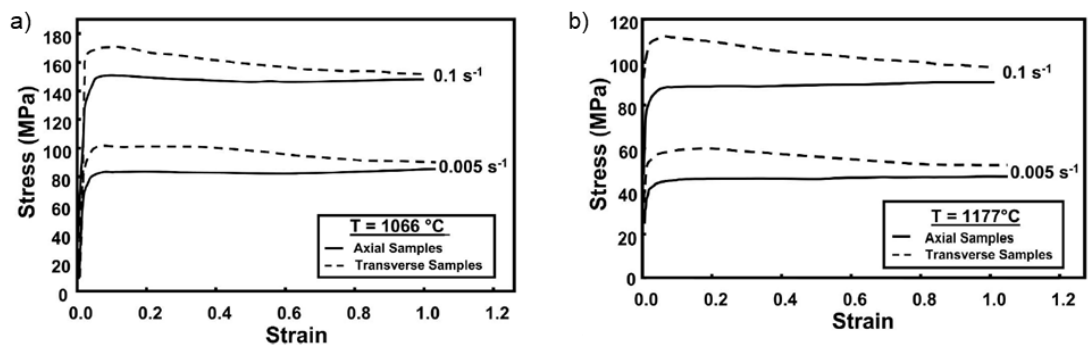 a)
Stress (MPa)
180
160
140
120
100
80
60
40
20
0
0.1 s-1
0.005 s-1
T = 1066 °C
Axial Samples
Transverse Samples
0.0 0.2 0.4 0.6 0.8 1.0 1.2
Strain
b)
Stress (MPa)
120
100
80
60
40
20
0
0.1 s-1
0.005 s-1
T = 1177°C
Axial Samples
Transverse Samples
0.0 0.2 0.4 0.6 0.8 1.0 1.2
Strain